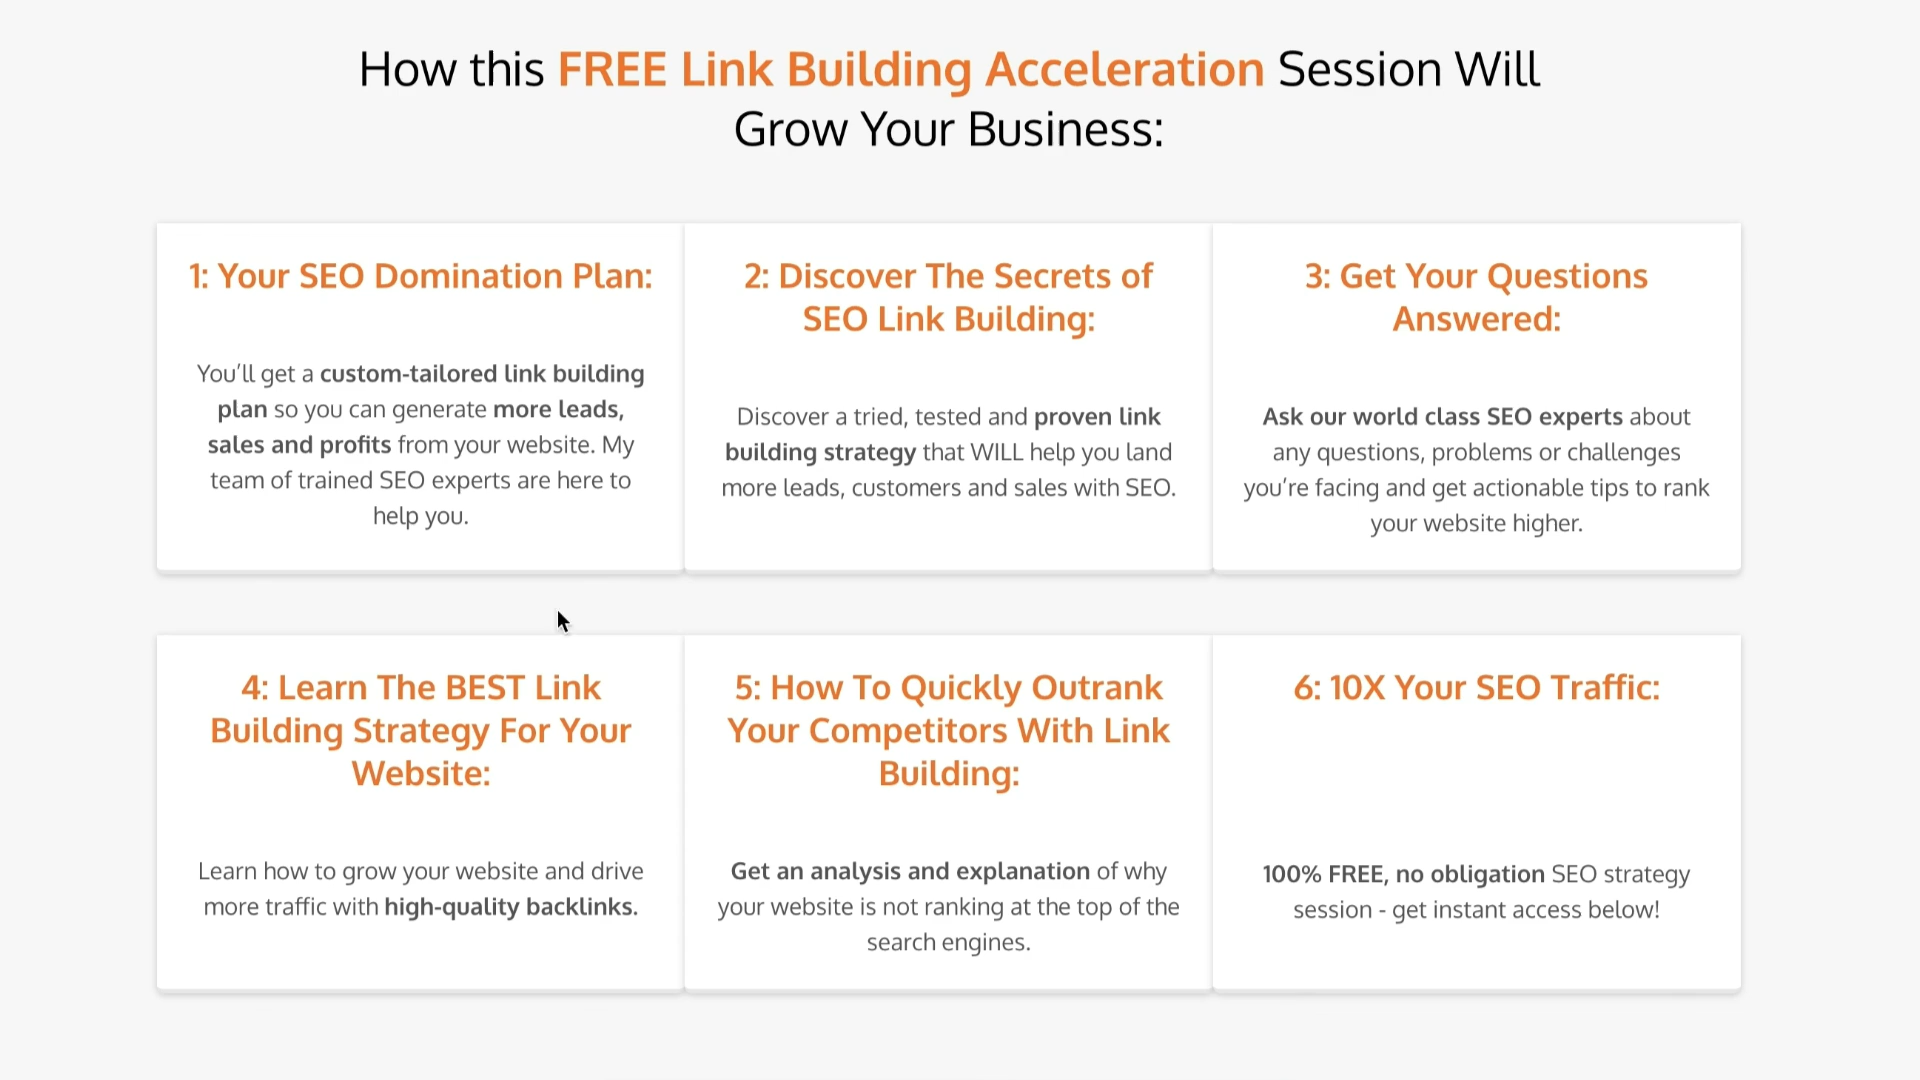 How this FREE Link Building Acceleration Session Will
Grow Your Business:
1: Your SEO Domination Plan:
You’ll get a custom-tailored link building
plan so you can generate more leads,
sales and profits from your website. My
team of trained SEO experts are here to
help you.
2: Discover The Secrets of
SEO Link Building:
Discover a tried, tested and proven link
building strategy that WILL help you land
more leads, customers and sales with SEO.
3: Get Your Questions
Answered:
Ask our world class SEO experts about
any questions, problems or challenges
you’re facing and get actionable tips to rank
your website higher.
4: Learn The BEST Link
Building Strategy For Your
Website:
Learn how to grow your website and drive
more traffic with high-quality backlinks.
5: How To Quickly Outrank
Your Competitors With Link
Building:
Get an analysis and explanation of why
your website is not ranking at the top of the
search engines.
6: 10X Your SEO Traffic:
100% FREE, no obligation SEO strategy
session - get instant access below!